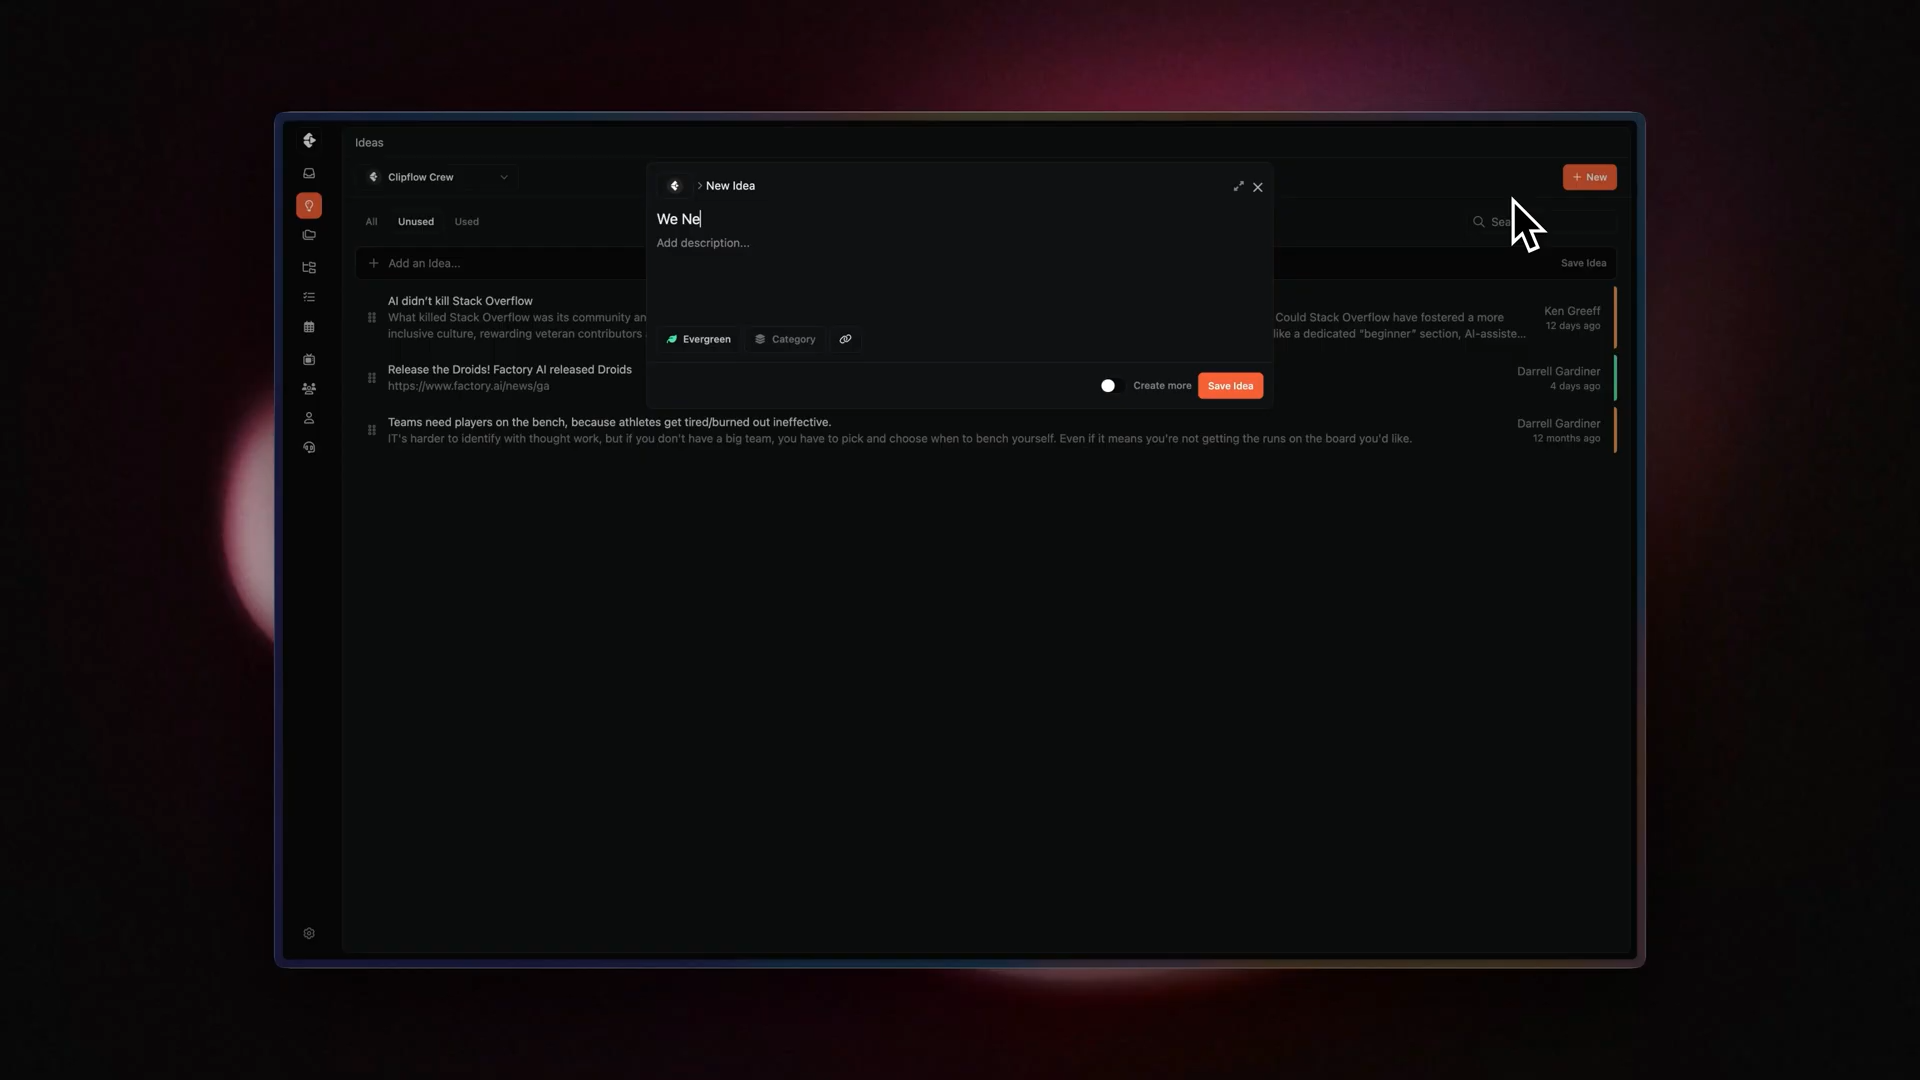 Ideas
Clipflow Crew
New
All Unused Used
Add an Idea...
Save Idea
New Idea
We Ne
Add description...
Evergreen
Category
Create more
Save Idea
AI didn't kill Stack Overflow
What killed Stack Overflow was its community
Could Stack Overflow have fostered a more
inclusive culture, rewarding veteran contributors
like a dedicated "beginner" section, AI-assiste...
Ken Greeff
12 days ago
Release the Droids! Factory AI released Droids
https://www.factory.ai/news/ga
Darrell Gardiner
4 days ago
Teams need players on the bench, because athletes get tired/burned out ineffective.
IT's harder to identify with thought work, but if you don't have a big team, you have to pick and choose when to bench yourself. Even if it means you're not getting the runs on the board you'd like.
Darrell Gardiner
12 months ago